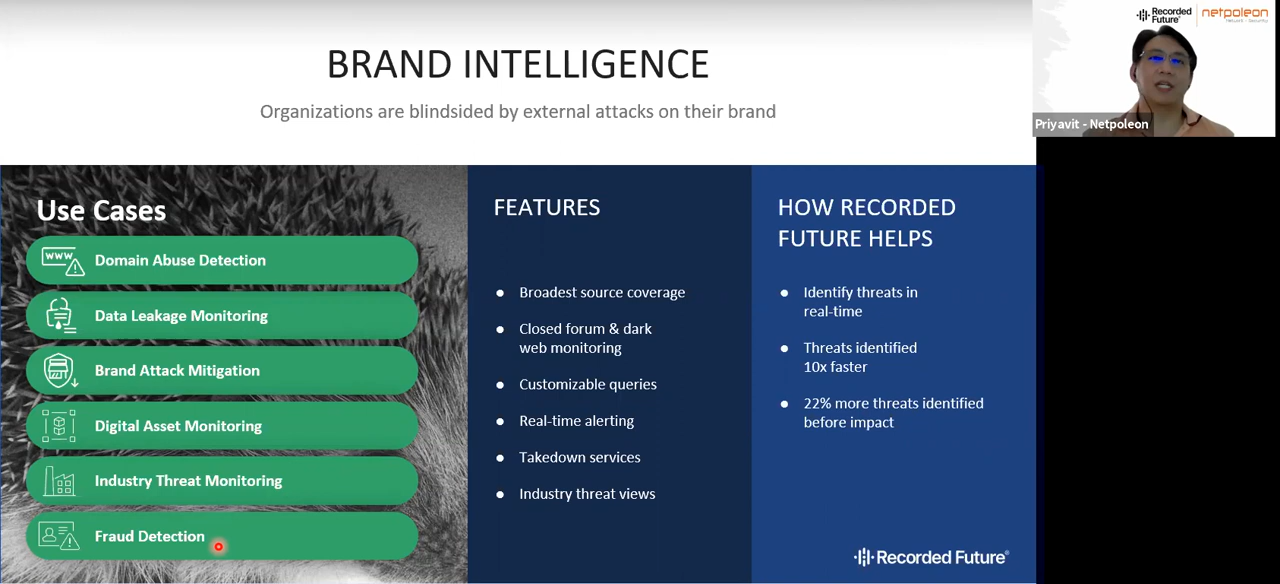 BRAND INTELLIGENCE
Organizations are blindsided by external attacks on their brand
Recorded
Future®
netpoleon
Network + Security
Priyavit - Netpoleon
Use Cases
www
Domain Abuse Detection
Data Leakage Monitoring
Brand Attack Mitigation
Digital Asset Monitoring
Industry Threat Monitoring
Fraud Detection
FEATURES
● Broadest source coverage
● Closed forum & dark
web monitoring
● Customizable queries
● Real-time alerting
● Takedown services
● Industry threat views
HOW RECORDED
FUTURE HELPS
● Identify threats in
real-time
● Threats identified
10x faster
● 22% more threats identified
before impact
Recorded Future®